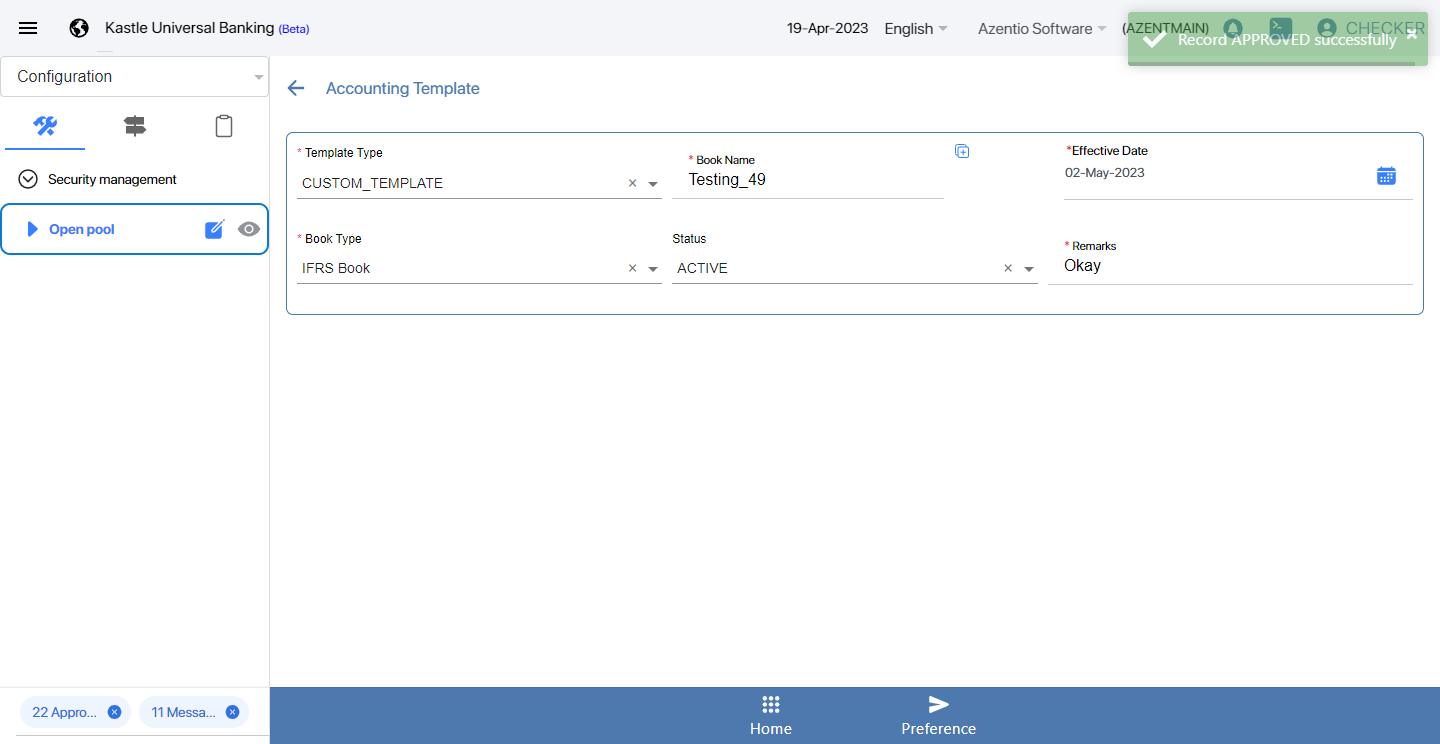 Kastle Universal Banking (Beta)
19-Apr-2023
English
Azentio Software
(AZENTMAIN)
CHECKER
Record APPROVED successfully
Configuration
Accounting Template
Security management
Open pool
* Template Type
CUSTOM_TEMPLATE
* Book Name
Testing_49
*Effective Date
02-May-2023
* Book Type
IFRS Book
Status
ACTIVE
* Remarks
Okay
22 Appro...
11 Messa...
Home
Preference